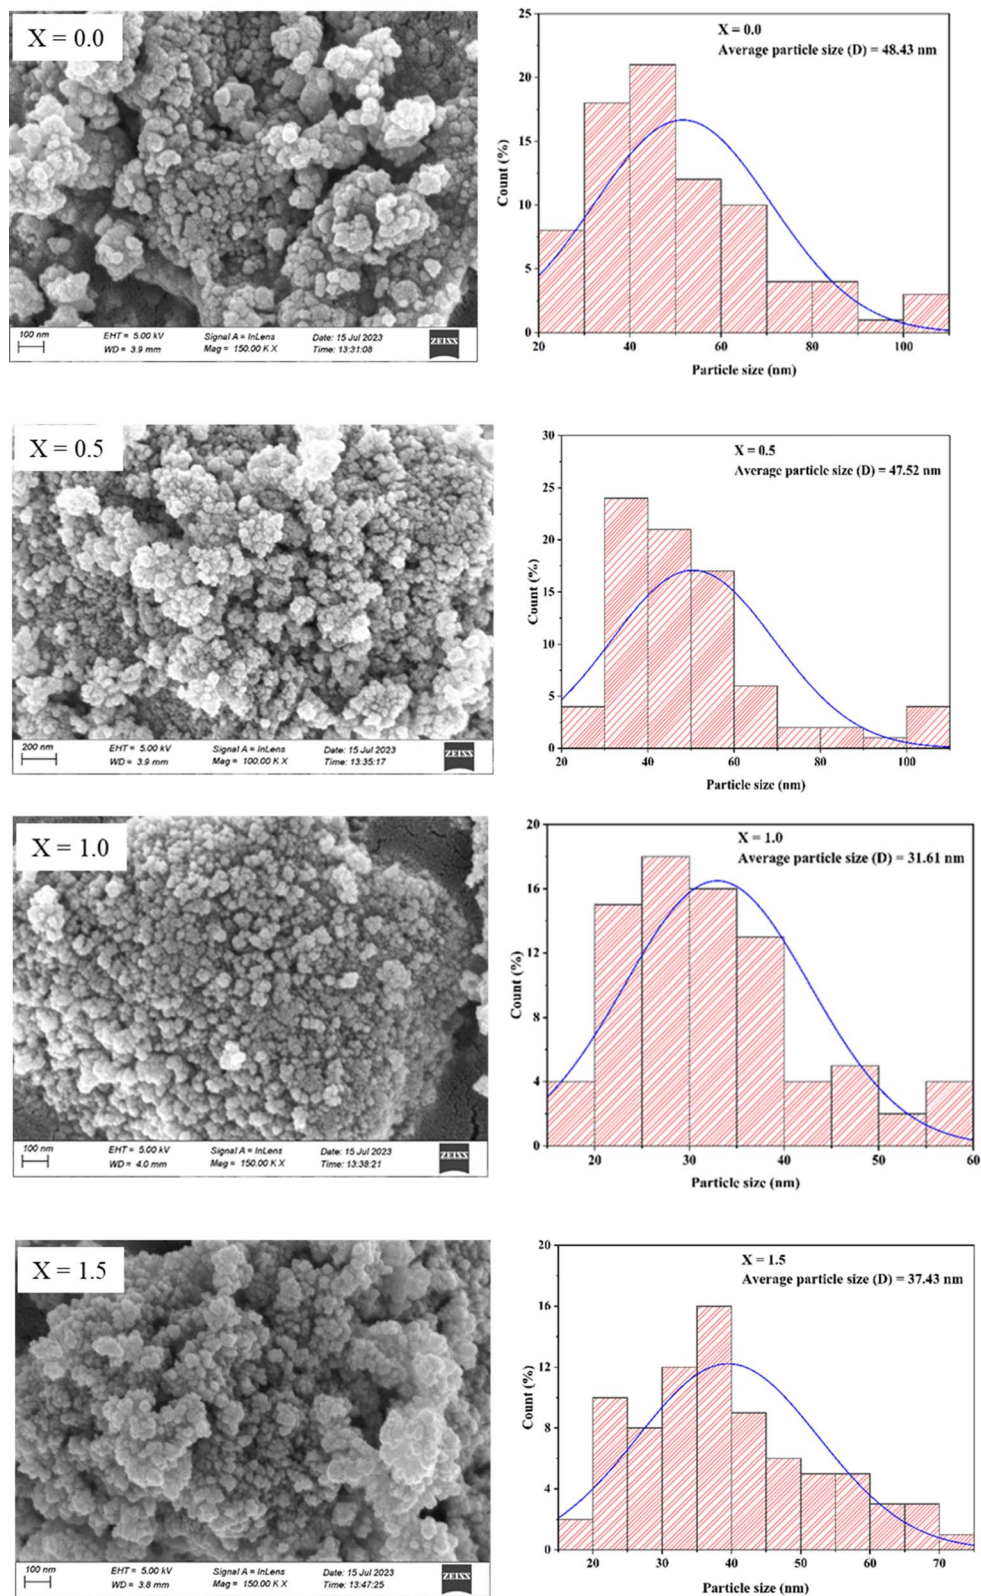 X = 0.0
100 nm
EHT = 5.00 kV
WD = 3.9 mm
Signal A = InLens
Mag = 150.00 K X
Date: 15 Jul 2023
Time: 13:31:08
ZEISS
X = 0.0
Average particle size (D) = 48.43 nm
25
20
15
10
5
0
Count (%)
20 40 60 80 100
Particle size (nm)
X = 0.5
200 nm
EHT = 5.00 kV
WD = 3.9 mm
Signal A = InLens
Mag = 100.00 K X
Date: 15 Jul 2023
Time: 13:35:17
ZEISS
X = 0.5
Average particle size (D) = 47.52 nm
30
25
20
15
10
5
0
Count (%)
20 40 60 80 100
Particle size (nm)
X = 1.0
100 nm
EHT = 5.00 kV
WD = 4.0 mm
Signal A = InLens
Mag = 150.00 K X
Date: 15 Jul 2023
Time: 13:38:21
ZEISS
X = 1.0
Average particle size (D) = 31.61 nm
20
16
12
8
4
0
Count (%)
20 30 40 50 60
Particle size (nm)
X = 1.5
100 nm
EHT = 5.00 kV
WD = 3.8 mm
Signal A = InLens
Mag = 150.00 K X
Date: 15 Jul 2023
Time: 13:47:25
ZEISS
X = 1.5
Average particle size (D) = 37.43 nm
20
16
12
8
4
0
Count (%)
20 30 40 50 60 70
Particle size (nm)